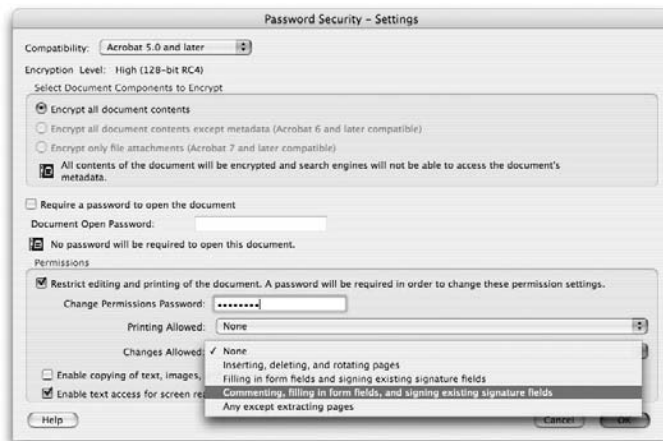 Password Security – Settings
Compatibility: Acrobat 5.0 and later
Encryption Level: High (128-bit RC4)
Select Document Components to Encrypt
Encrypt all document contents
Encrypt all document contents except metadata (Acrobat 6 and later compatible)
Encrypt only file attachments (Acrobat 7 and later compatible)
All contents of the document will be encrypted and search engines will not be able to access the document's
metadata.
Require a password to open the document
Document Open Password:
No password will be required to open this document.
Permissions
Restrict editing and printing of the document. A password will be required in order to change these permission settings.
Change Permissions Password: ••••••••
Printing Allowed: None
Changes Allowed: ✓ None
Inserting, deleting, and rotating pages
Enable copying of text, images, Filling in form fields and signing existing signature fields
Enable text access for screen Commenting, filling in form fields, and signing existing signature fields
Any except extracting pages
Help Cancel OK